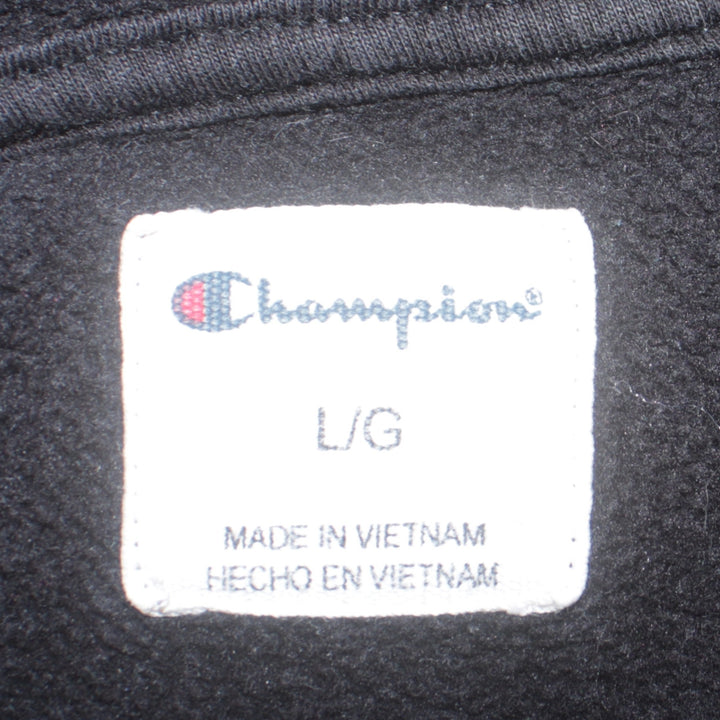 Champion®
L/G
MADE IN VIETNAM
HECHO EN VIETNAM